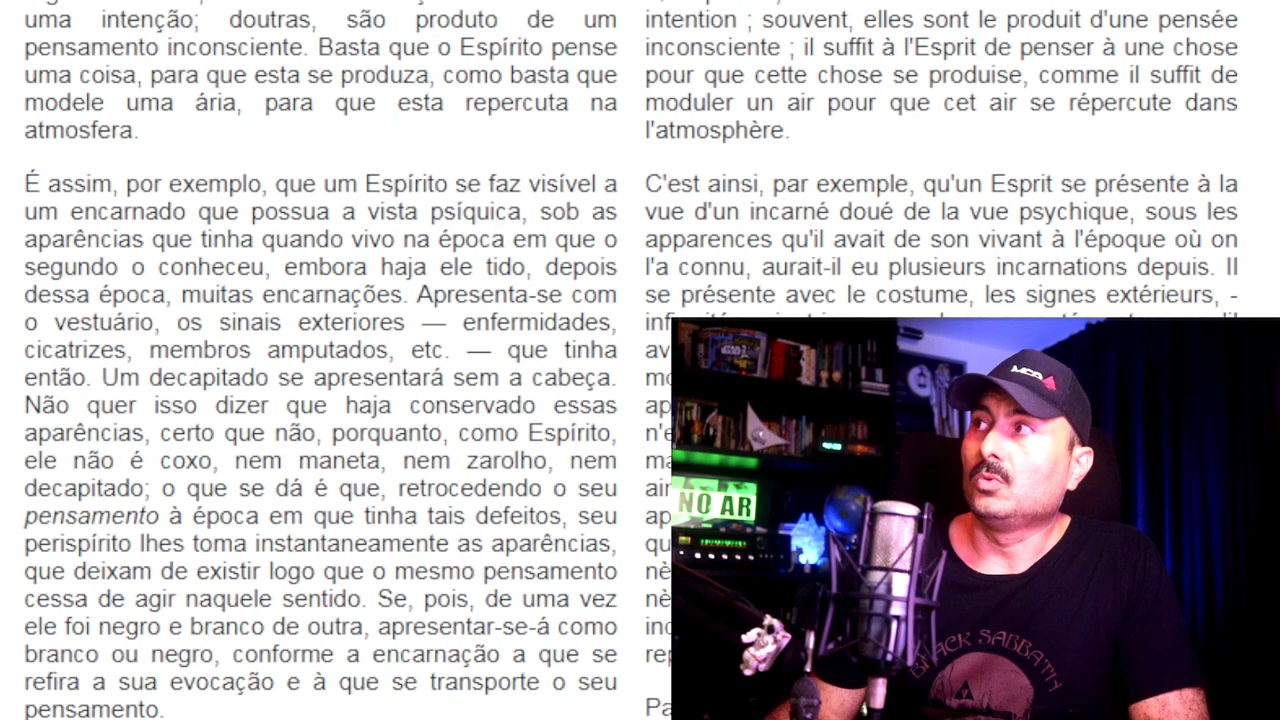 uma intenção; doutras, são produto de um
pensamento inconsciente. Basta que o Espírito pense
uma coisa, para que esta se produza, como basta que
modele uma ária, para que esta repercuta na
atmosfera.
É assim, por exemplo, que um Espírito se faz visível a
um encarnado que possua a vista psíquica, sob as
aparências que tinha quando vivo na época em que o
segundo o conheceu, embora haja ele tido, depois
dessa época, muitas encarnações. Apresenta-se com
o vestuário, os sinais exteriores — enfermidades,
cicatrizes, membros amputados, etc. — que tinha
então. Um decapitado se apresentará sem a cabeça.
Não quer isso dizer que haja conservado essas
aparências, certo que não, porquanto, como Espírito,
ele não é coxo, nem maneta, nem zarolho, nem
decapitado; o que se dá é que, retrocedendo o seu
pensamento à época em que tinha tais defeitos, seu
perispírito lhes toma instantaneamente as aparências,
que deixam de existir logo que o mesmo pensamento
cessa de agir naquele sentido. Se, pois, de uma vez
ele foi negro e branco de outra, apresentar-se-á como
branco ou negro, conforme a encarnação a que se
refira a sua evocação e à que se transporte o seu
pensamento.
intention ; souvent, elles sont le produit d'une pensée
inconsciente ; il suffit à l'Esprit de penser à une chose
pour que cette chose se produise, comme il suffit de
moduler un air pour que cet air se répercute dans
l'atmosphère.
C'est ainsi, par exemple, qu'un Esprit se présente à la
vue d'un incarné doué de la vue psychique, sous les
apparences qu'il avait de son vivant à l'époque où on
l'a connu, aurait-il eu plusieurs incarnations depuis. Il
se présente avec le costume, les signes extérieurs, -
NO AR
BLACK SABBATH